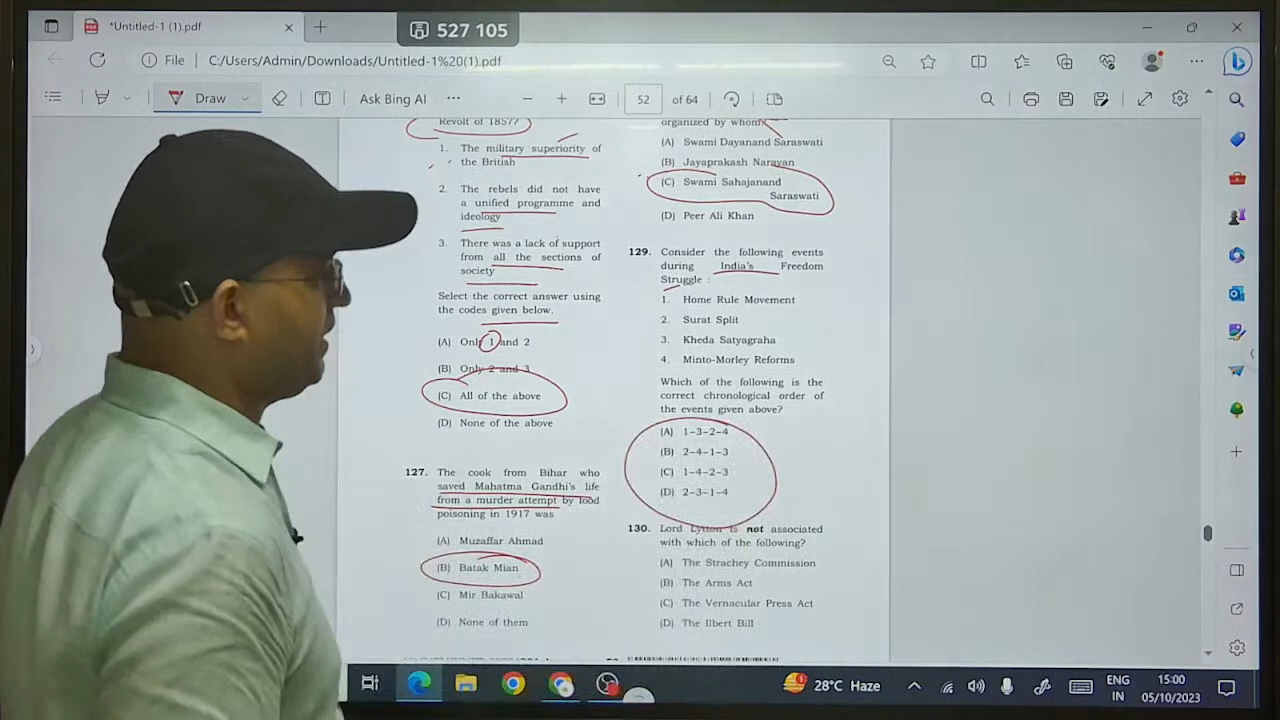 *Untitled-1 (1).pdf
527 105
File C:/Users/Admin/Downloads/Untitled-1%20(1).pdf
Draw
Ask Bing AI
52 of 64
Revolt of 1857?
1. The military superiority of
the British
2. The rebels did not have
a unified programme and
ideology
3. There was a lack of support
from all the sections of
society
Select the correct answer using
the codes given below.
(A) Only 1 and 2
(B) Only 2 and 3
(C) All of the above
(D) None of the above
127. The cook from Bihar who
saved Mahatma Gandhi's life
from a murder attempt by food
poisoning in 1917 was
(A) Muzaffar Ahmad
(B) Batak Mian
(C) Mir Bakawal
(D) None of them
organized by whom
(A) Swami Dayanand Saraswati
(B) Jayaprakash Narayan
(C) Swami Sahajanand
Saraswati
(D) Peer Ali Khan
129. Consider the following events
during India's Freedom
Struggle :
1. Home Rule Movement
2. Surat Split
3. Kheda Satyagraha
4. Minto-Morley Reforms
Which of the following is the
correct chronological order of
the events given above?
(A) 1-3-2-4
(B) 2-4-1-3
(C) 1-4-2-3
(D) 2-3-1-4
130. Lord Lytton is not associated
with which of the following?
(A) The Strachey Commission
(B) The Arms Act
(C) The Vernacular Press Act
(D) The Ilbert Bill
28°C Haze
ENG
IN
15:00
05/10/2023